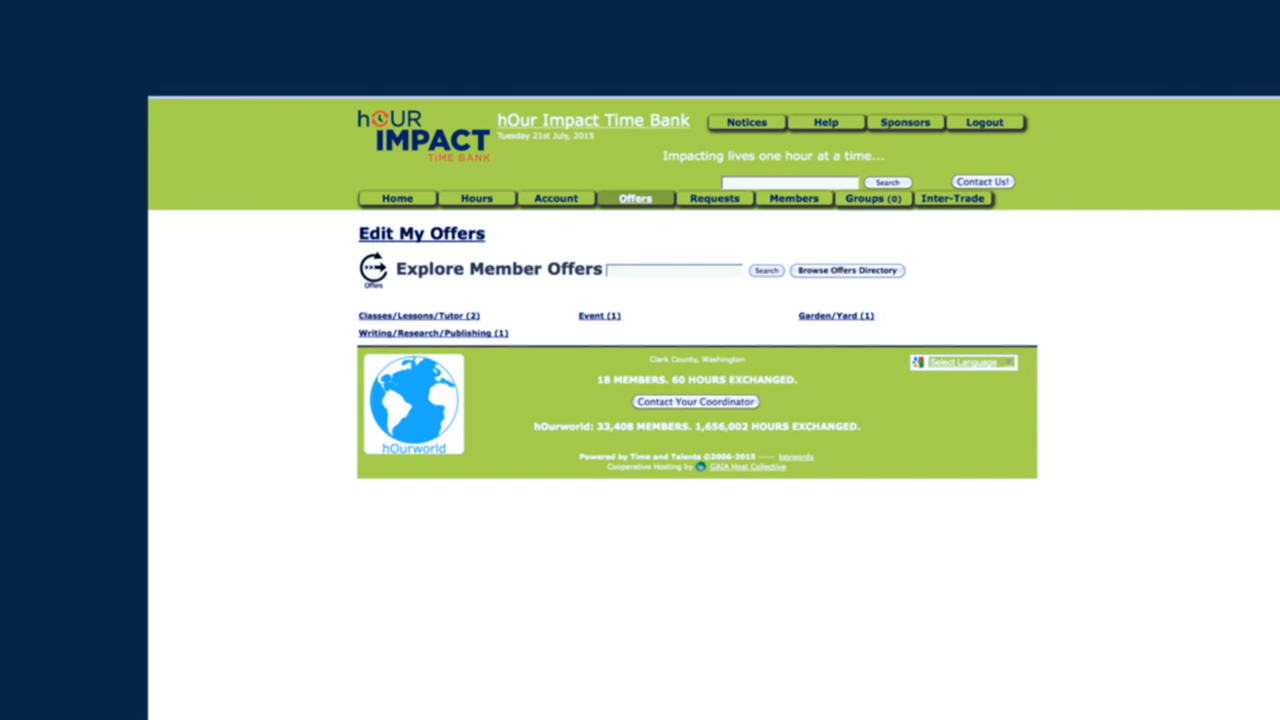 hOUR
IMPACT
TIME BANK
hOur Impact Time Bank
Tuesday 21st July, 2015
Notices Help Sponsors Logout
Impacting lives one hour at a time...
Search Contact Us!
Home Hours Account Offers Requests Members Groups (0) Inter-Trade
Edit My Offers
Offers
Explore Member Offers Search Browse Offers Directory
Classes/Lessons/Tutor (2) Event (1) Garden/Yard (1)
Writing/Research/Publishing (1)
Clark County, Washington
Select Language
18 MEMBERS. 60 HOURS EXCHANGED.
Contact Your Coordinator
hOurworld: 33,408 MEMBERS. 1,656,002 HOURS EXCHANGED.
hOurworld
Powered by Time and Talents ©2006-2015 ---- keywords
Cooperative Hosting by GAIA Host Collective